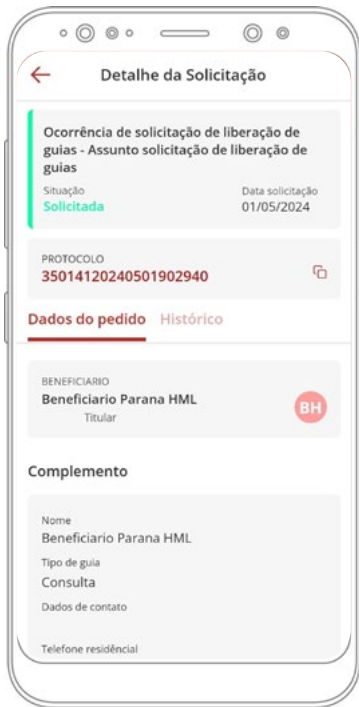 Detalhe da Solicitação
Ocorrência de solicitação de liberação de
guias - Assunto solicitação de liberação de
guias
Situação
Solicitada
Data solicitação
01/05/2024
PROTOCOLO
35014120240501902940
Dados do pedido
Histórico
BENEFICIARIO
Beneficiario Parana HML
Titular
BH
Complemento
Nome
Beneficiario Parana HML
Tipo de guia
Consulta
Dados de contato
Telefone residêncial